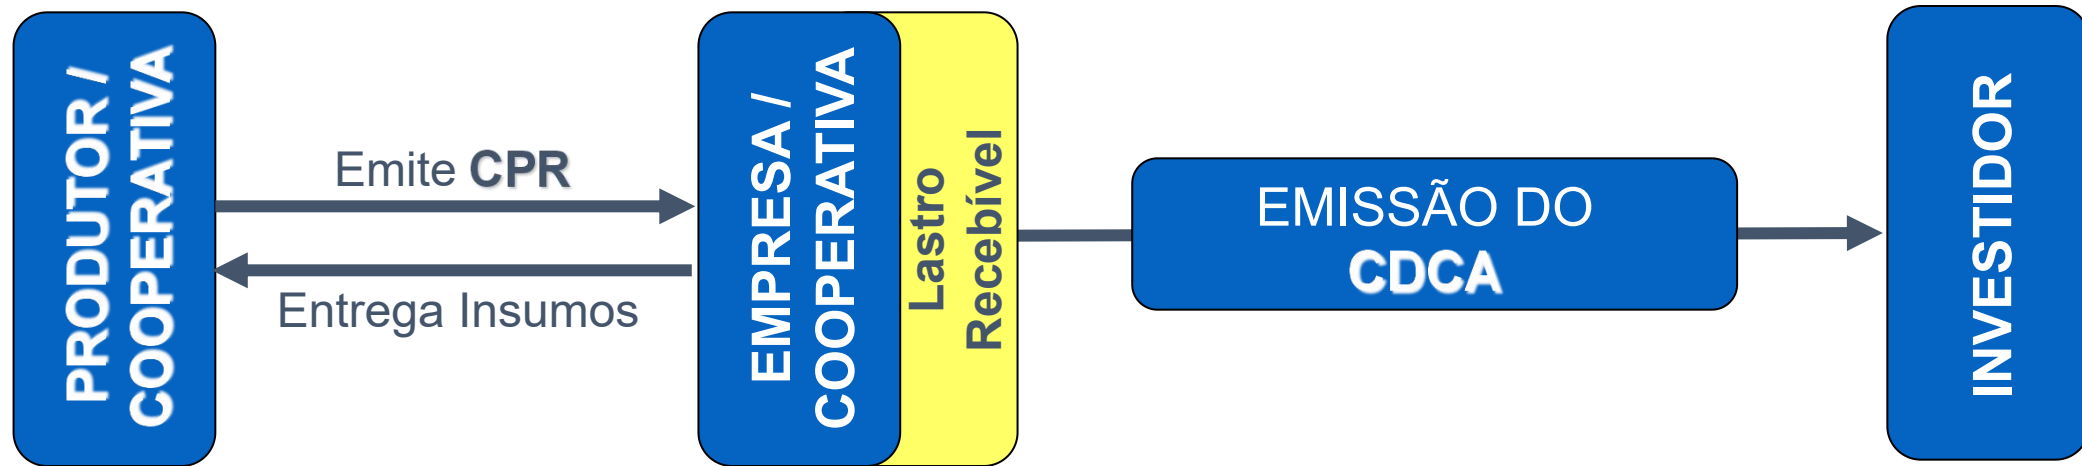 PRODUTOR /
COOPERATIVA
Emite CPR
Entrega Insumos
EMPRESA /
COOPERATIVA
Lastro
Recebível
EMISSÃO DO
CDCA
INVESTIDOR